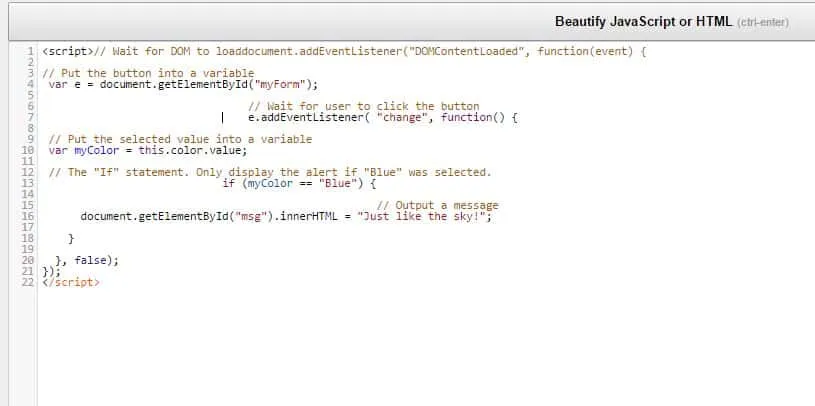 Beautify JavaScript or HTML (ctrl-enter)
1 <script>// Wait for DOM to loaddocument.addEventListener("DOMContentLoaded", function(event) {
2
3 // Put the button into a variable
4 var e = document.getElementById("myForm");
5
6 // Wait for user to click the button
7 e.addEventListener( "change", function() {
8
9 // Put the selected value into a variable
10 var myColor = this.color.value;
11
12 // The "If" statement. Only display the alert if "Blue" was selected.
13 if (myColor == "Blue") {
14
15 // Output a message
16 document.getElementById("msg").innerHTML = "Just like the sky!";
17
18 }
19
20 }, false);
21 });
22 </script>